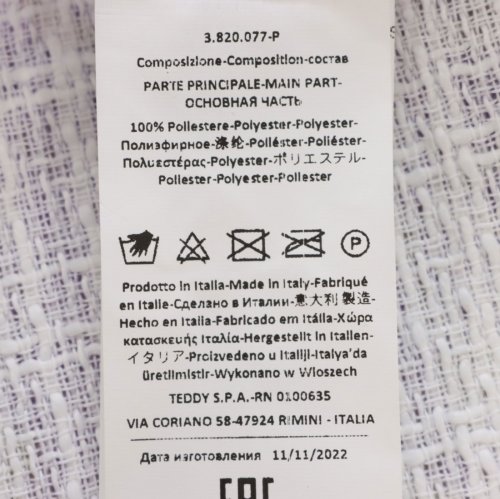 3.820.077-P
Composizione-Composition-состав
PARTE PRINCIPALE-MAIN PART-
ОСНОВНАЯ ЧАСТЬ
100% Poliestere-Polyester-Polyester-
Полиэфирное-涤纶-Poliéster-Poliéster-
Πολυεστέρας-Polyester-ポリエステル-
Poliester-Polyester-Poliester
P
Prodotto in Italia-Made in Italy-Fabriqué
en Italie-Сделано в Италии-意大利製造-
Hecho en Italia-Fabricado em Itália-Χώρα
κατασκευής Ιταλία-Hergestellt in Italien-
イタリア-Proizvedeno u Italiji-Italya'da
üretilmistir-Wykonano w Wloszech
TEDDY S.P.A.-RN 0100635
VIA CORIANO 58-47924 RIMINI - ITALIA
Дата изготовления 11/11/2022
EAC